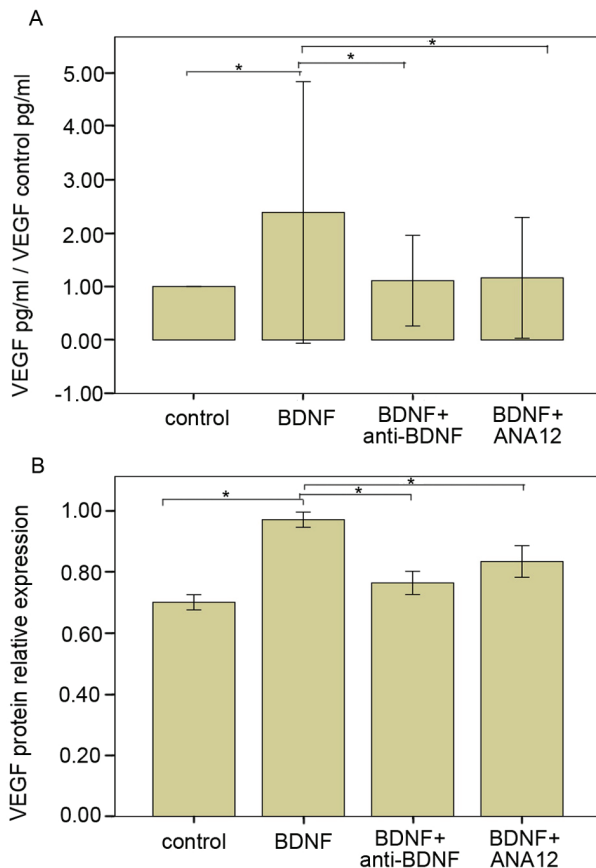 A
VEGF pg/ml / VEGF control pg/ml
5.00
4.00
3.00
2.00
1.00
0.00
-1.00
*
*
*
control
BDNF
BDNF+
anti-BDNF
BDNF+
ANA12
B
VEGF protein relative expression
1.00
0.80
0.60
0.40
0.20
0.00
*
*
*
control
BDNF
BDNF+
anti-BDNF
BDNF+
ANA12